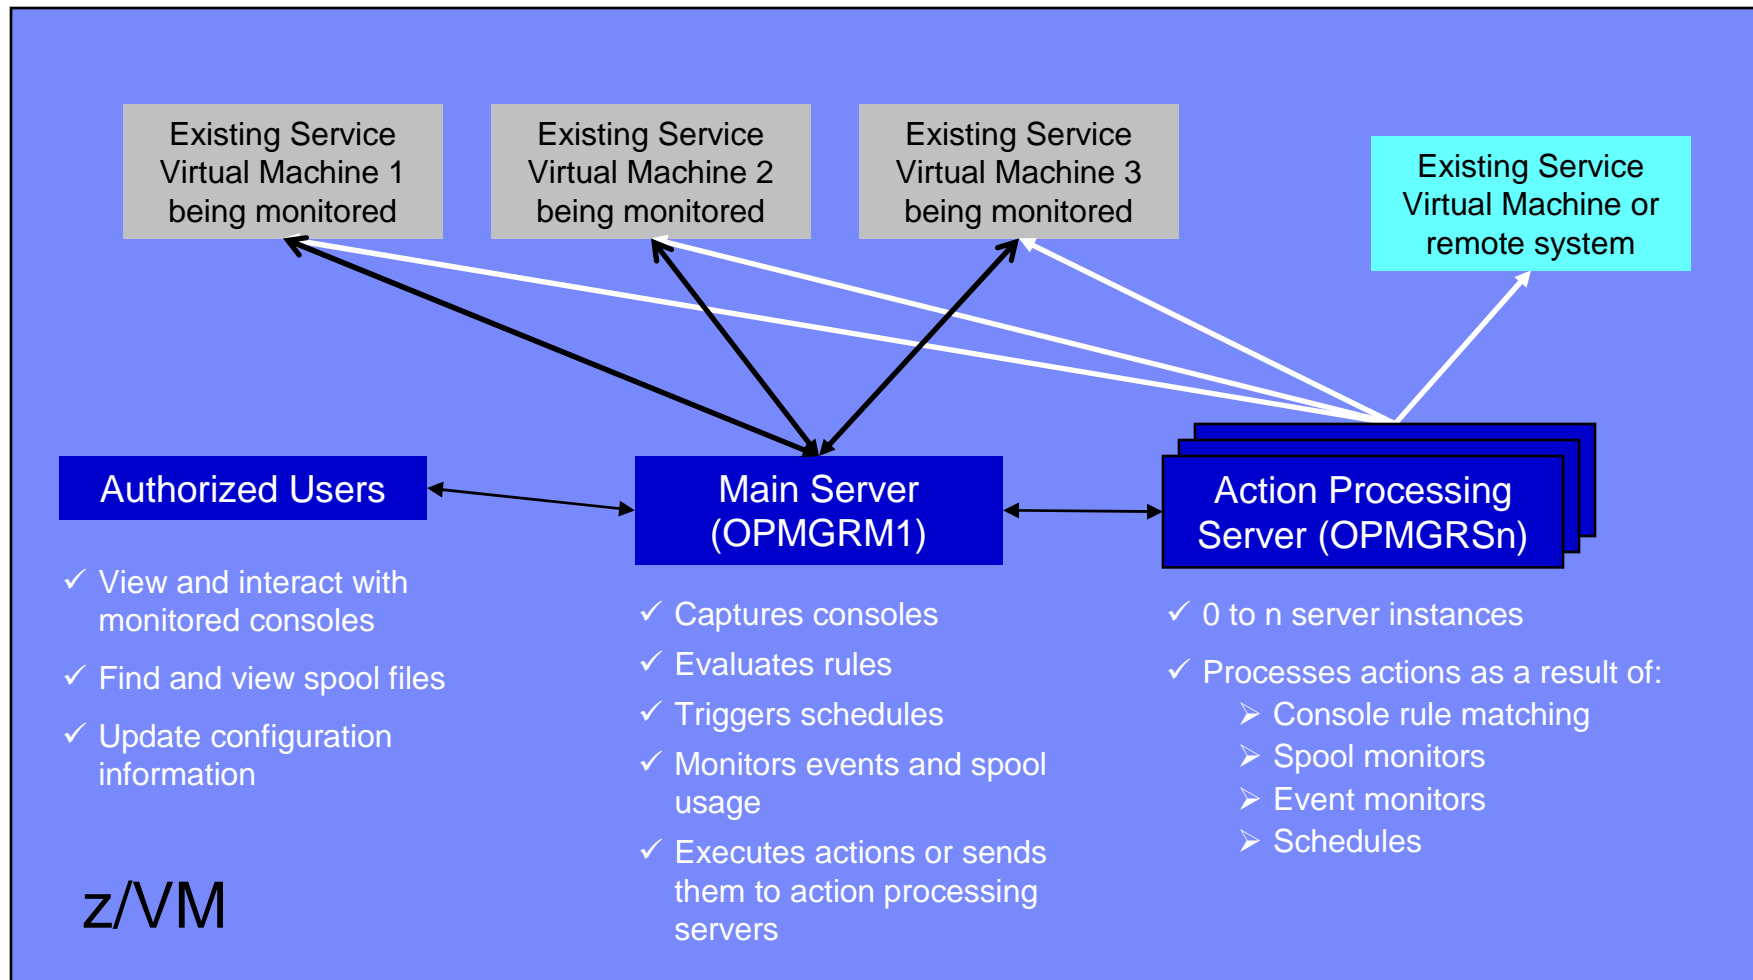 Existing Service
Virtual Machine 1
being monitored
Existing Service
Virtual Machine 2
being monitored
Existing Service
Virtual Machine 3
being monitored
Existing Service
Virtual Machine or
remote system
Authorized Users
View and interact with
monitored consoles
Find and view spool files
Update configuration
information
Main Server
(OPMGRM1)
Captures consoles
Evaluates rules
Triggers schedules
Monitors events and spool
usage
Executes actions or sends
them to action processing
servers
Action Processing
Server (OPMGRSn)
0 to n server instances
Processes actions as a result of:
Console rule matching
Spool monitors
Event monitors
Schedules
z/VM